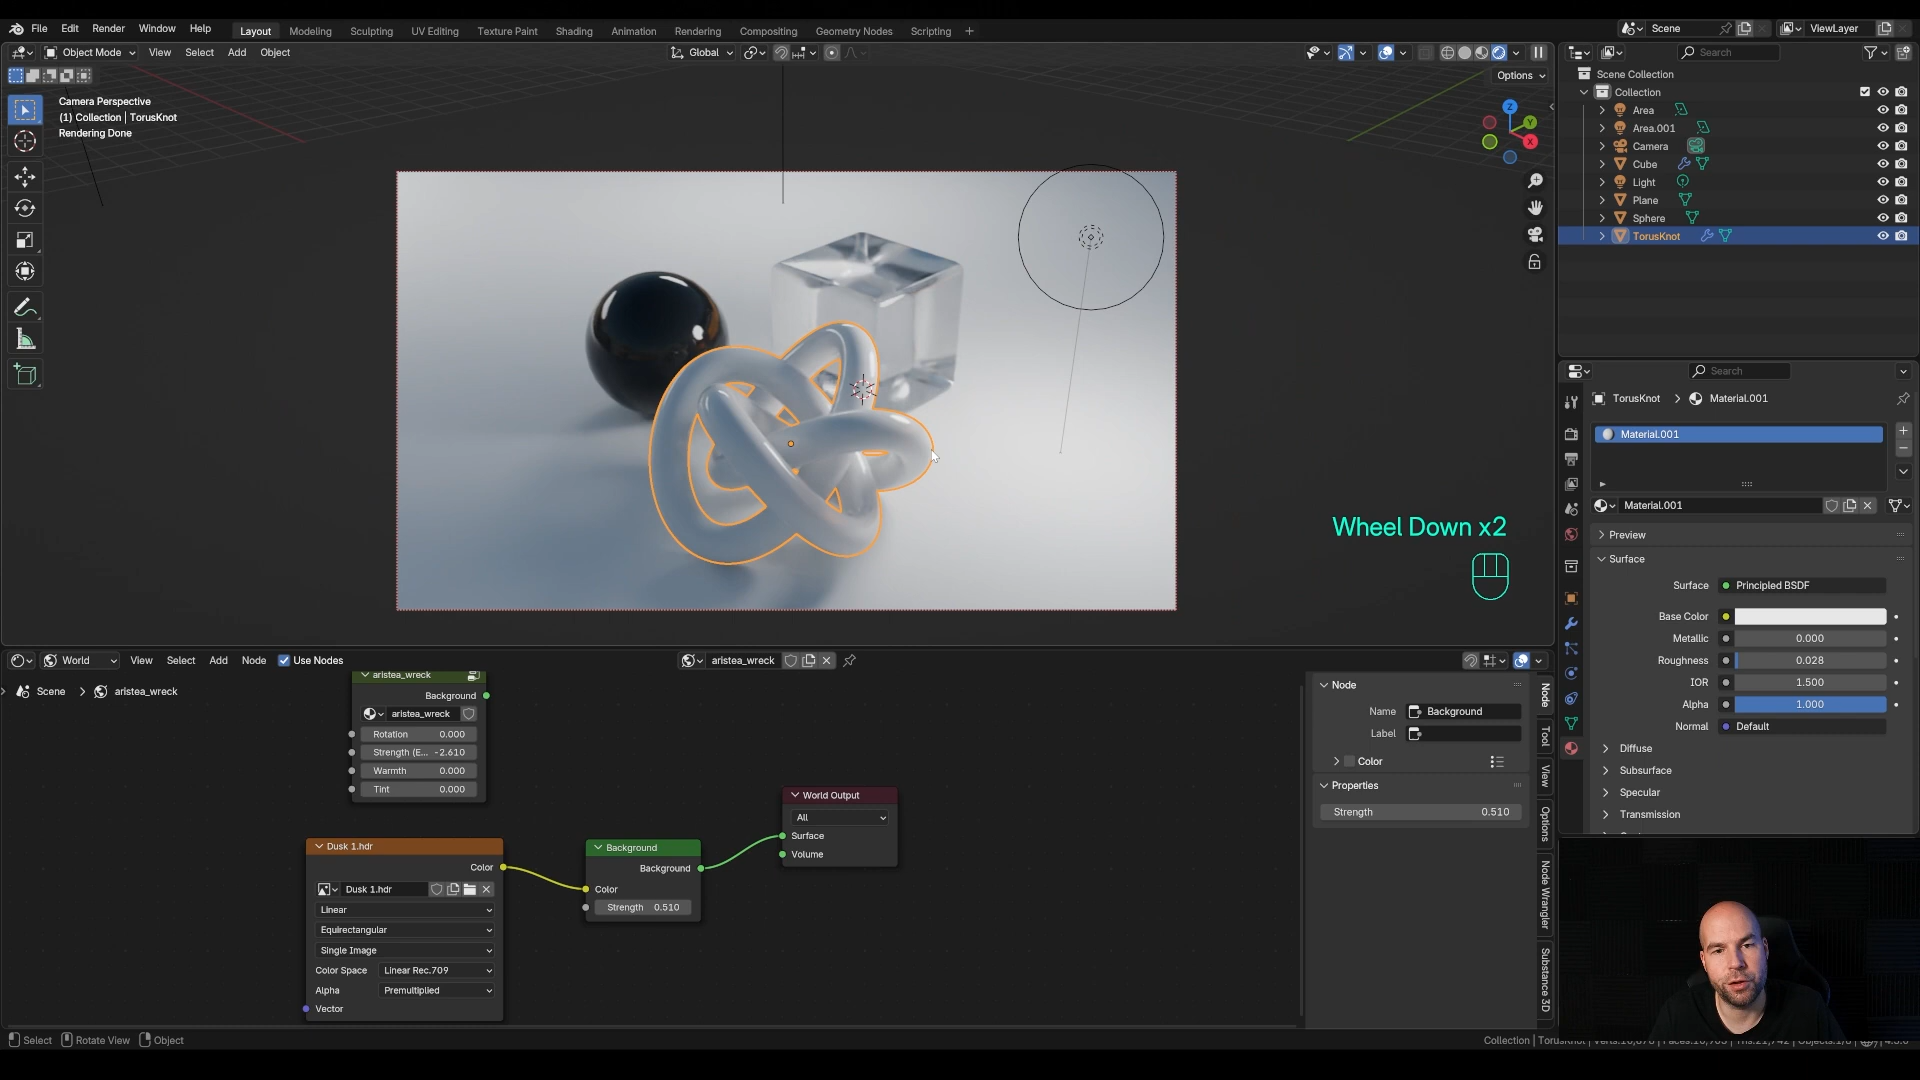 File Edit Render Window Help Layout Modeling Sculpting UV Editing Texture Paint Shading Animation Rendering Compositing Geometry Nodes Scripting + Scene ViewLayer
Object Mode View Select Add Object Global Search
Options
Camera Perspective
(1) Collection | TorusKnot
Rendering Done
Z
Y
X
Wheel Down x2
Scene Collection
Collection
Area
Area.001
Camera
Cube
Light
Plane
Sphere
TorusKnot
Search
TorusKnot > Material.001
Material.001
Material.001
Preview
Surface
Surface Principled BSDF
Base Color
Metallic 0.000
Roughness 0.028
IOR 1.500
Alpha 1.000
Normal Default
Diffuse
Subsurface
Specular
Transmission
World View Select Add Node Use Nodes aristea_wreck
Scene > aristea_wreck
aristea_wreck
Background
aristea_wreck
Rotation 0.000
Strength (E... -2.610
Warmth 0.000
Tint 0.000
Dusk 1.hdr
Color
Dusk 1.hdr
Linear
Equirectangular
Single Image
Color Space Linear Rec.709
Alpha Premultiplied
Vector
Background
Background
Color
Strength 0.510
World Output
All
Surface
Volume
Node
Name Background
Label
Color
Properties
Strength 0.510
Node
Tool
View
Options
Node Wrangler
Substance 3D
Select Rotate View Object